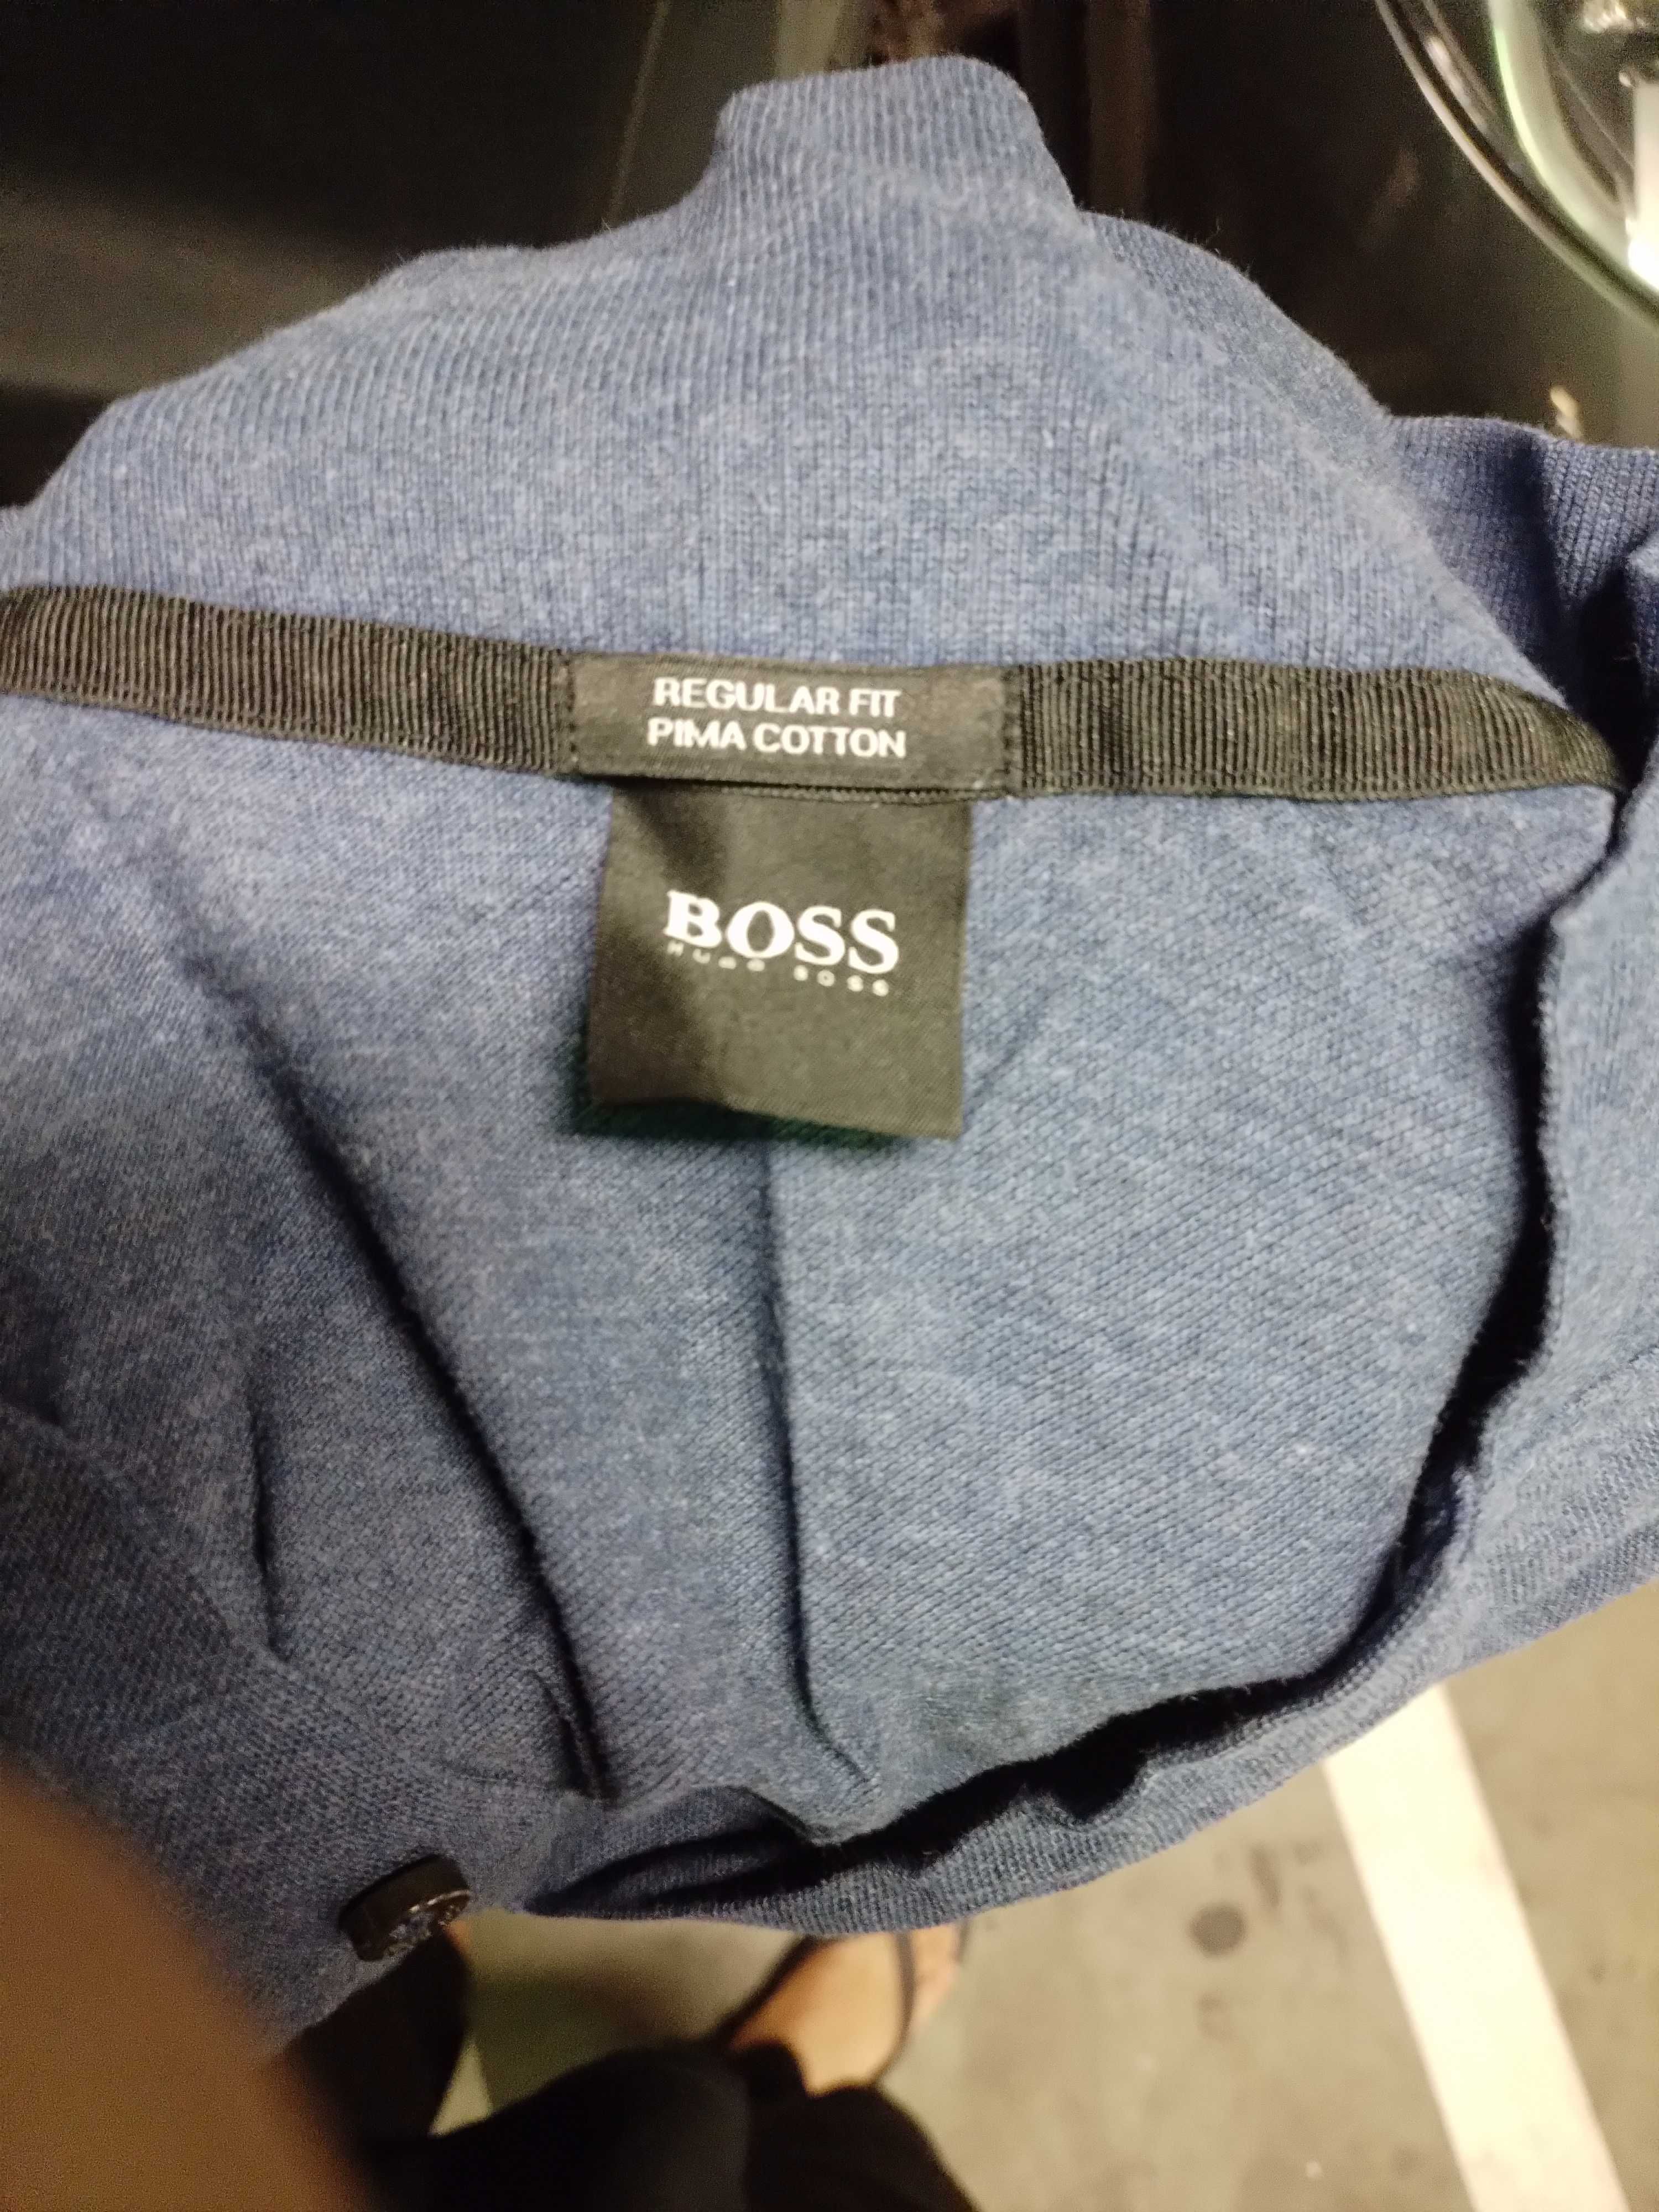 REGULAR FIT
PIMA COTTON
BOSS
HUGO BOSS